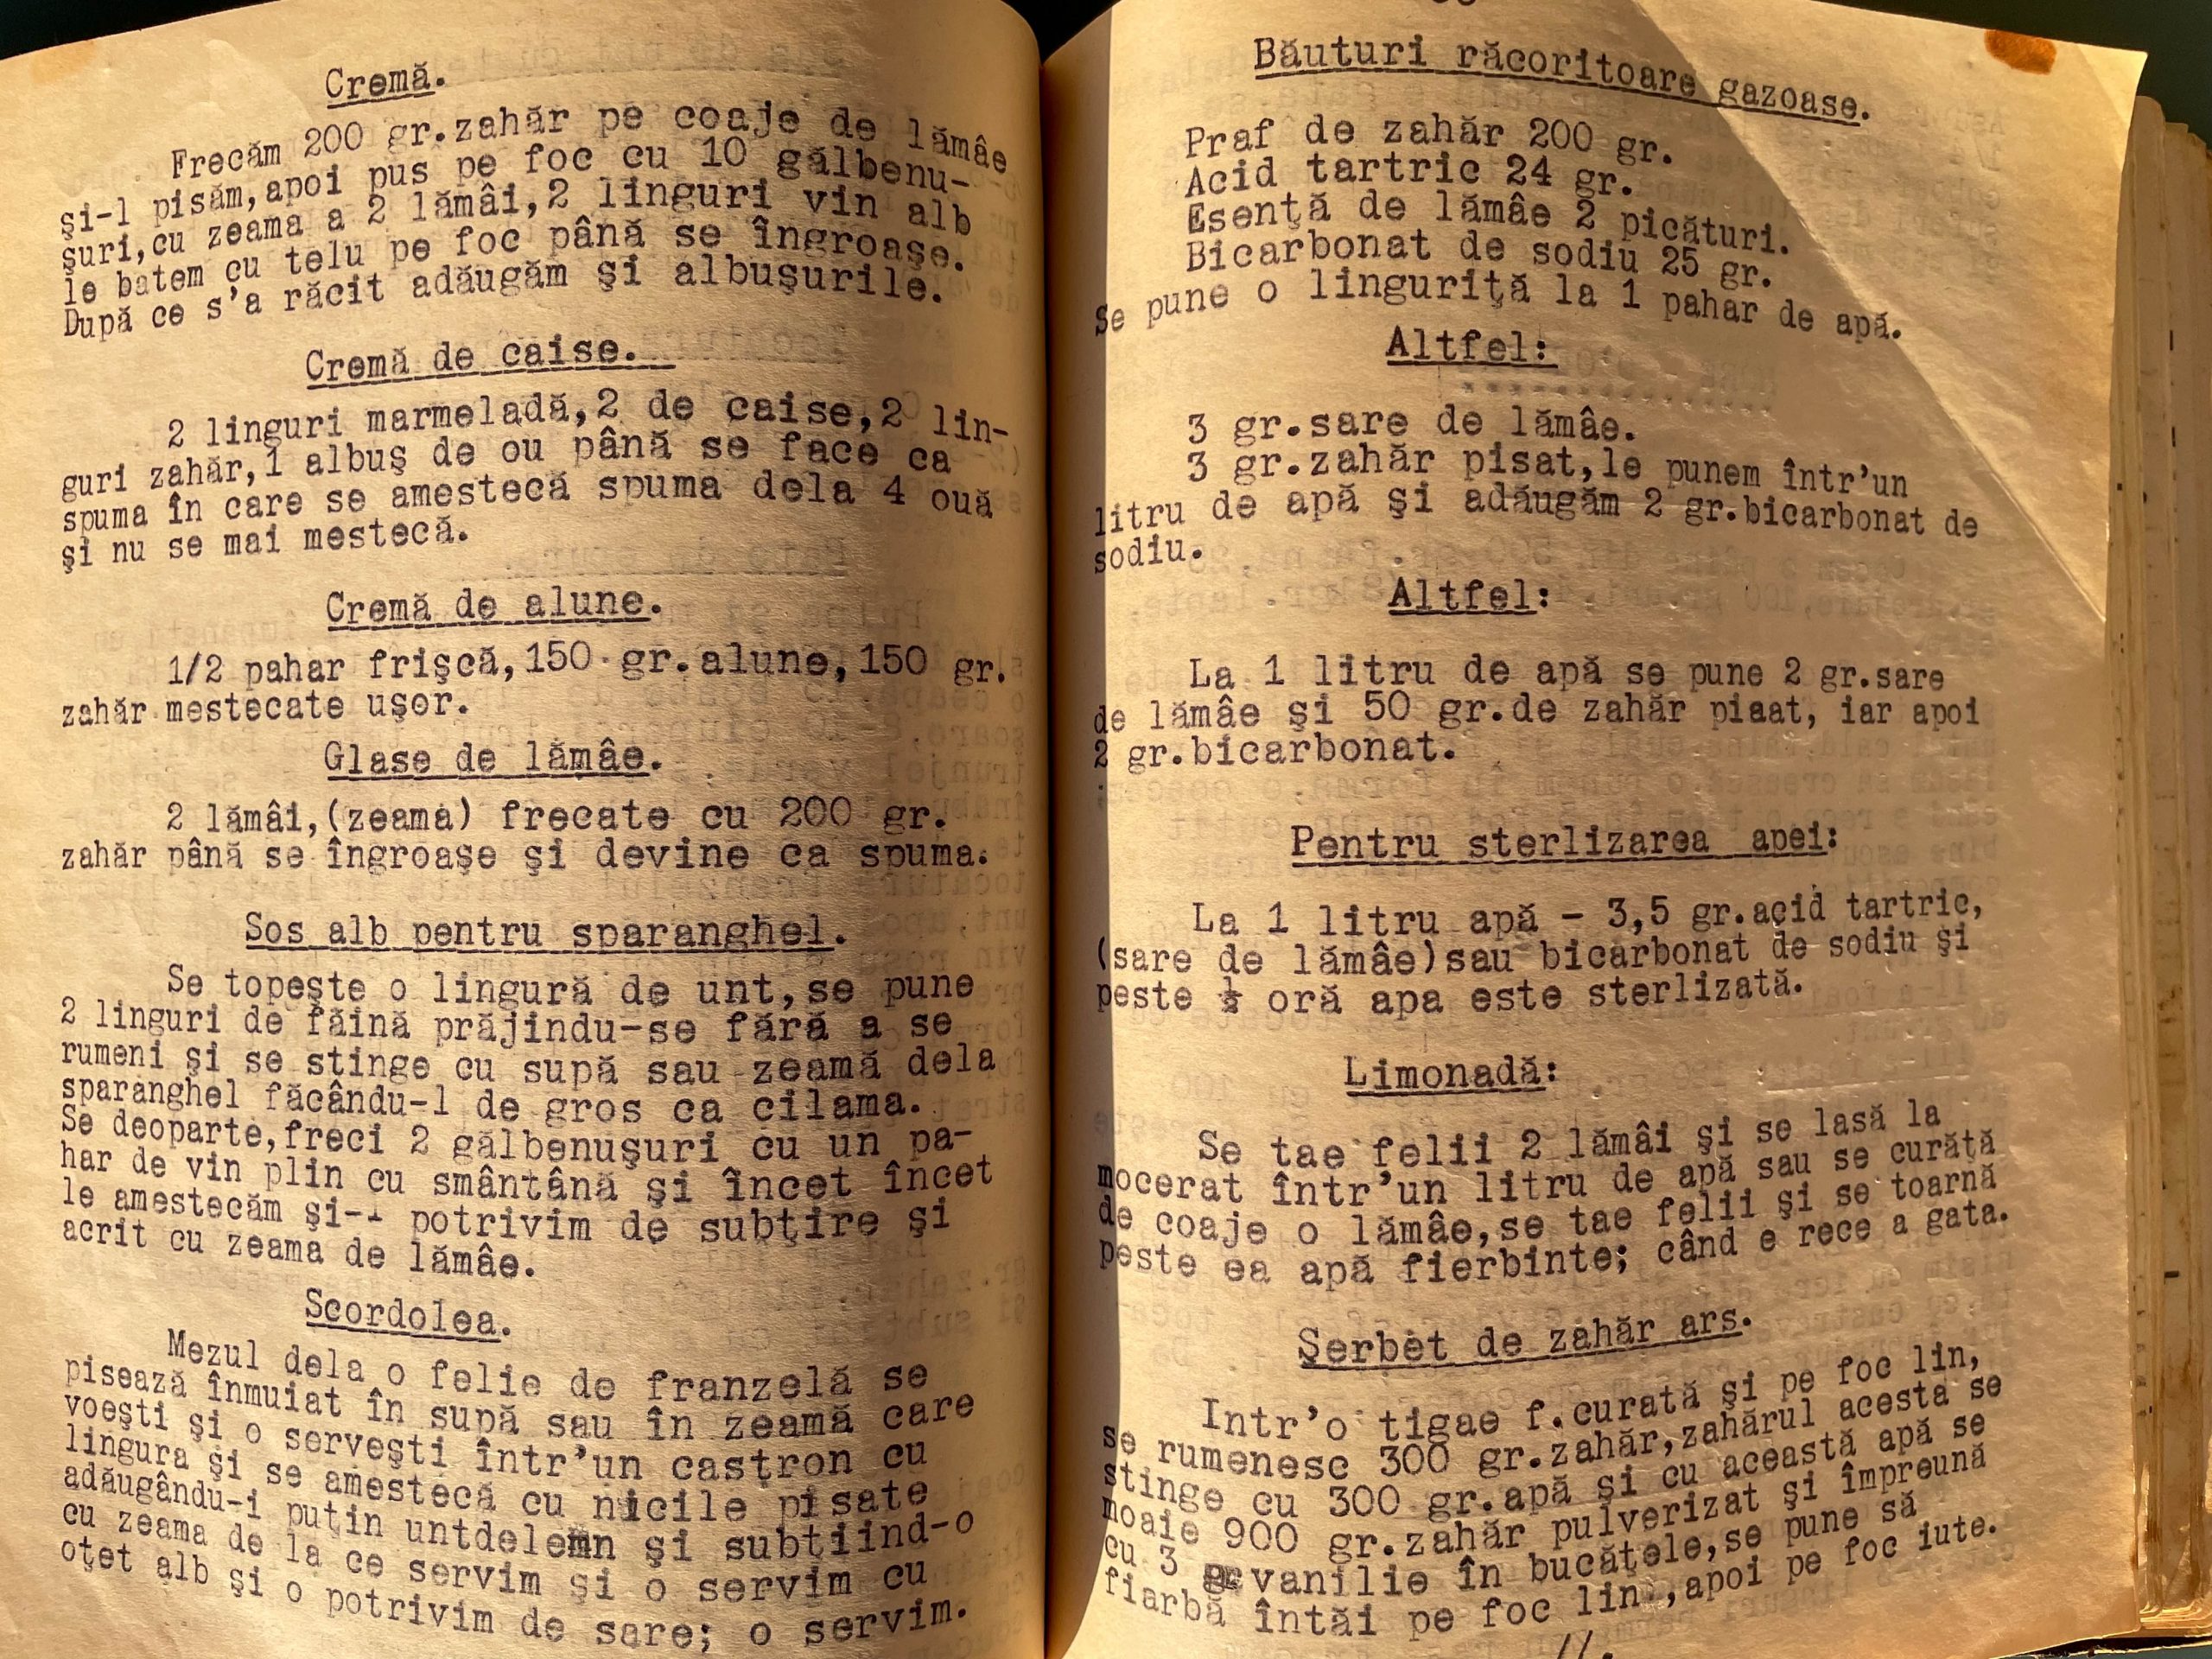 Cremă.
Frecăm 200 gr.zahăr pe coaje de lămâe
şi-l pisăm,apoi pus pe foc cu 10 gălbenu-
şuri,cu zeama a 2 lămâi,2 linguri vin alb
le batem cu telu pe foc până se îngroaşe.
După ce s'a răcit adăugăm şi albuşurile.
Cremă de caise.
2 linguri marmeladă,2 de caise,2 lin-
guri zahăr,1 albuş de ou până se face ca
spuma în care se amestecă spuma dela 4 ouă
şi nu se mai mestecă.
Cremă de alune.
1/2 pahar frişcă,150 gr.alune,150 gr.
zahăr mestecate uşor.
Glase de lămâe.
2 lămâi,(zeama) frecate cu 200 gr.
zahăr până se îngroaşe şi devine ca spuma.
Sos alb pentru sparanghel.
Se topeşte o lingură de unt,se pune
2 linguri de făină prăjindu-se fără a se
rumeni şi se stinge cu supă sau zeamă dela
sparanghel făcându-l de gros ca cilama.
Se deoparte,freci 2 gălbenuşuri cu un pa-
har de vin plin cu smântână şi încet încet
le amestecăm şi-l potrivim de subţire şi
acrit cu zeama de lămâe.
Scordolea.
Mezul dela o felie de franzelă se
pisează înmuiat în supă sau în zeamă care
voeşti şi o serveşti într'un castron cu
lingura şi se amestecă cu nicile pisate
adăugându-i puţin untdelemn şi subţiind-o
cu zeama de la ce servim şi o servim cu
oţet alb şi o potrivim de sare; o servim.
Băuturi răcoritoare gazoase.
Praf de zahăr 200 gr.
Acid tartric 24 gr.
Esenţă de lămâe 2 picături.
Bicarbonat de sodiu 25 gr.
Se pune o linguriţă la 1 pahar de apă.
Altfel:
3 gr.sare de lămâe.
3 gr.zahăr pisat,le punem într'un
litru de apă şi adăugăm 2 gr.bicarbonat de
sodiu.
Altfel:
La 1 litru de apă se pune 2 gr.sare
de lămâe şi 50 gr.de zahăr piaat, iar apoi
2 gr.bicarbonat.
Pentru sterlizarea apei:
La 1 litru apă - 3,5 gr.acid tartric,
(sare de lămâe)sau bicarbonat de sodiu şi
peste ½ oră apa este sterlizată.
Limonadă:
Se tae felii 2 lămâi şi se lasă la
mocerat într'un litru de apă sau se curăţă
de coaje o lămâe,se tae felii şi se toarnă
peste ea apă fierbinte; când e rece a gata.
Şerbet de zahăr ars.
Intr'o tigae f.curată şi pe foc lin,
se rumenesc 300 gr.zahăr,zahărul acesta se
stinge cu 300 gr.apă şi cu această apă se
moaie 900 gr.zahăr pulverizat şi împreună
cu 3 gr vanilie în bucăţele,se pune să
fiarbă întăi pe foc lin ,apoi pe foc iute.
//.